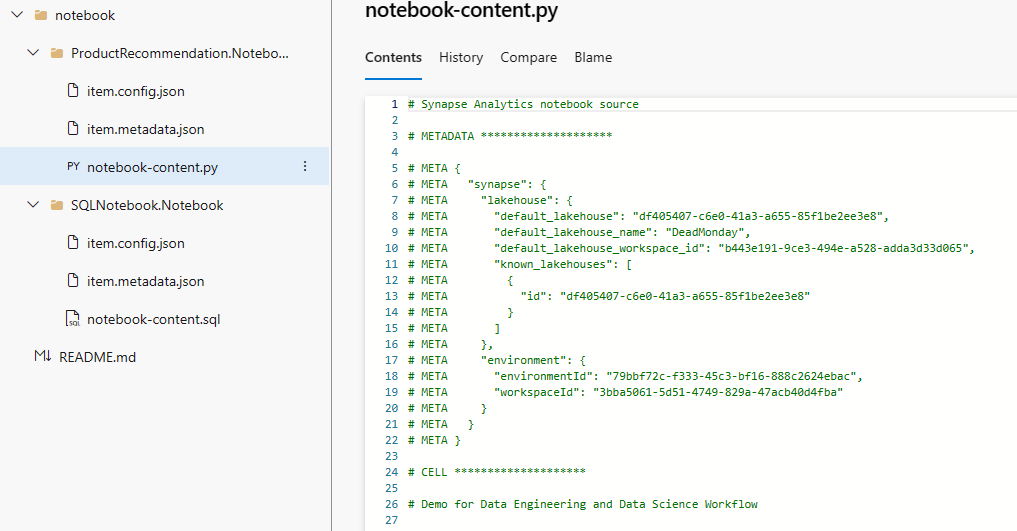 notebook
ProductRecommendation.Notebo...
item.config.json
item.metadata.json
PY notebook-content.py
SQLNotebook.Notebook
item.config.json
item.metadata.json
SQL notebook-content.sql
M↓ README.md
notebook-content.py
Contents History Compare Blame
1 # Synapse Analytics notebook source
2
3 # METADATA ********************
4
5 # META {
6 # META   "synapse": {
7 # META     "lakehouse": {
8 # META       "default_lakehouse": "df405407-c6e0-41a3-a655-85f1be2ee3e8",
9 # META       "default_lakehouse_name": "DeadMonday",
10 # META       "default_lakehouse_workspace_id": "b443e191-9ce3-494e-a528-adda3d33d065",
11 # META       "known_lakehouses": [
12 # META         {
13 # META           "id": "df405407-c6e0-41a3-a655-85f1be2ee3e8"
14 # META         }
15 # META       ]
16 # META     },
17 # META     "environment": {
18 # META       "environmentId": "79bbf72c-f333-45c3-bf16-888c2624ebac",
19 # META       "workspaceId": "3bba5061-5d51-4749-829a-47acb40d4fba"
20 # META     }
21 # META   }
22 # META }
23
24 # CELL ********************
25
26 # Demo for Data Engineering and Data Science Workflow
27